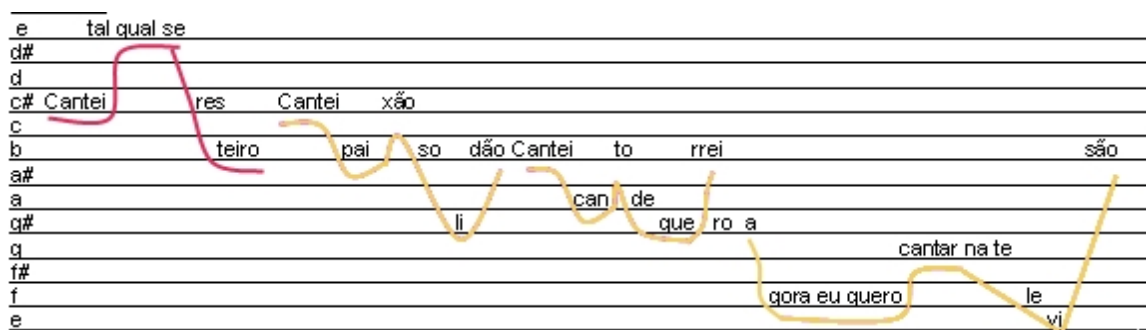 e tal qual se
d#
d
c# Cantei res Cantei xão
c
b teiro pai so dão Cantei to rrei são
a#
a can de
g# li que ro a
g cantar na te
f#
f gora eu quero le
e vi